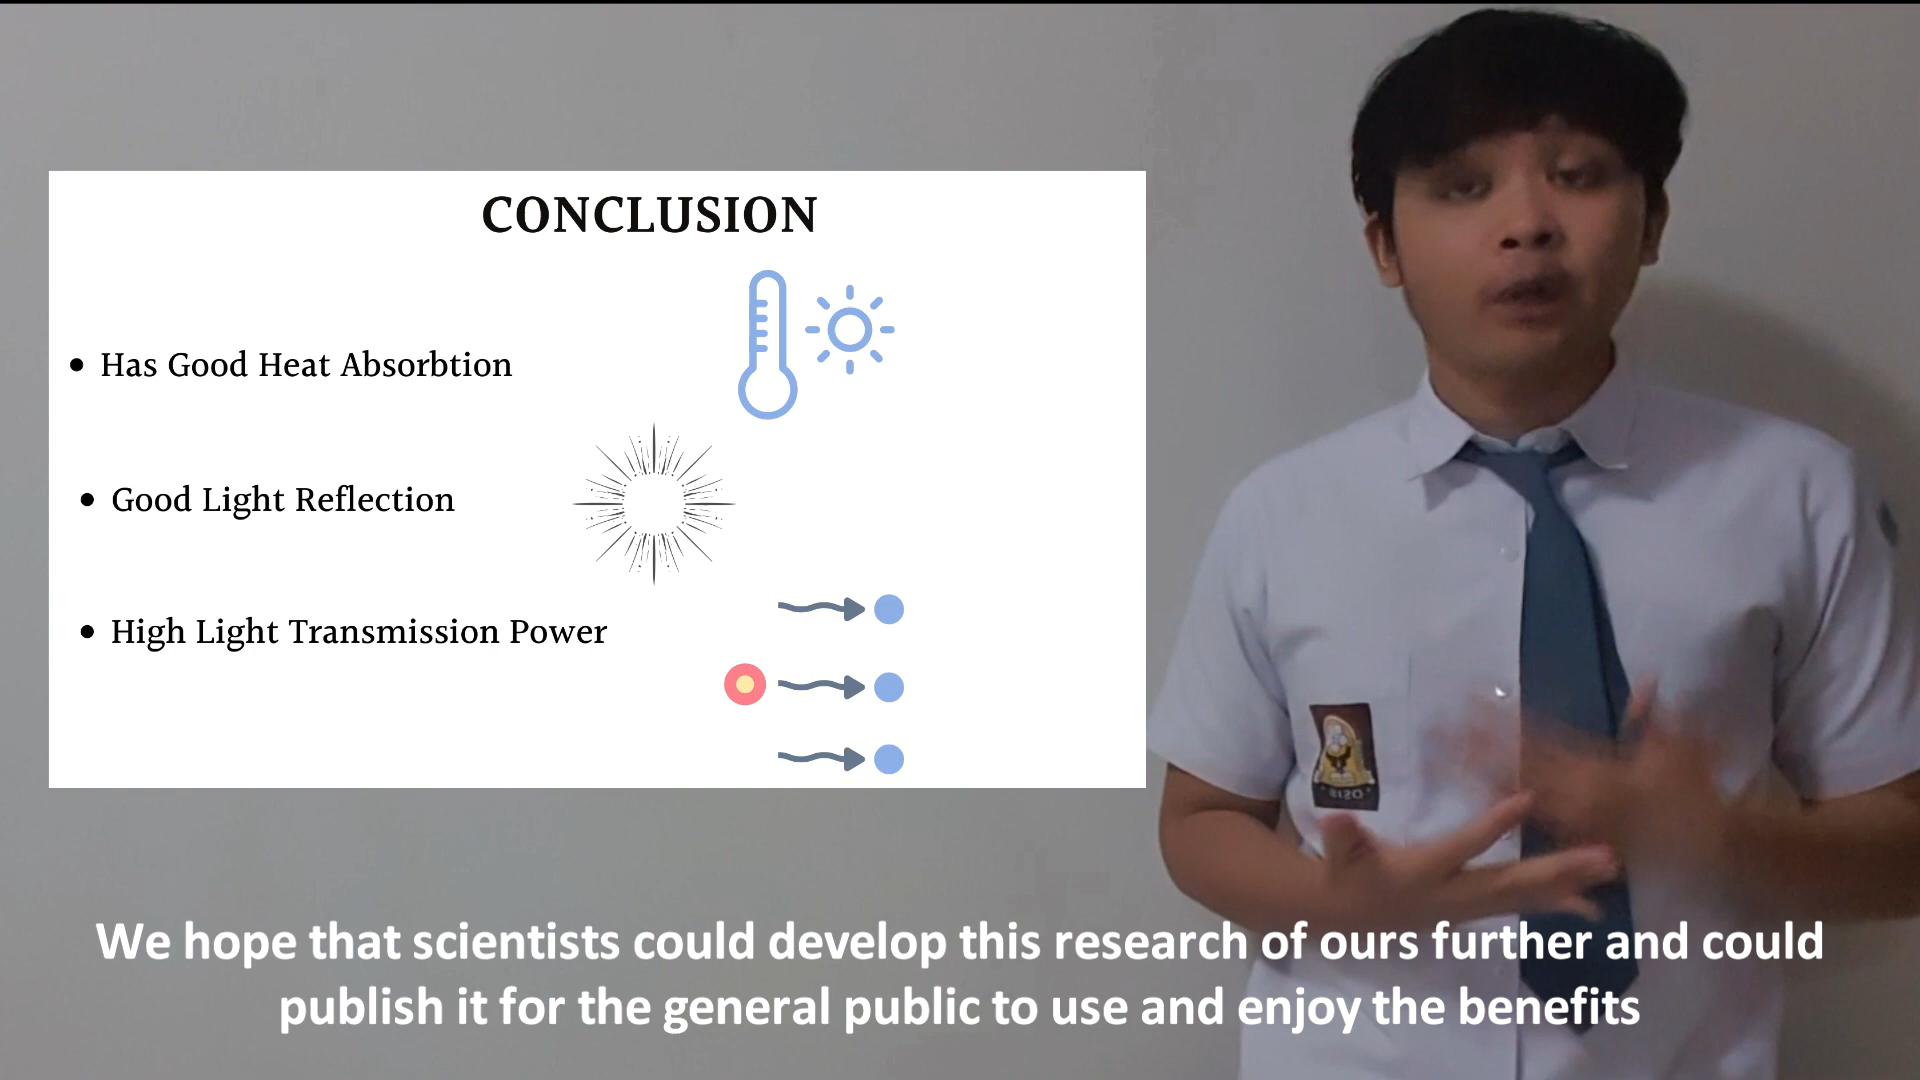 CONCLUSION
• Has Good Heat Absorbtion
• Good Light Reflection
• High Light Transmission Power
OSIS
We hope that scientists could develop this research of ours further and could
publish it for the general public to use and enjoy the benefits